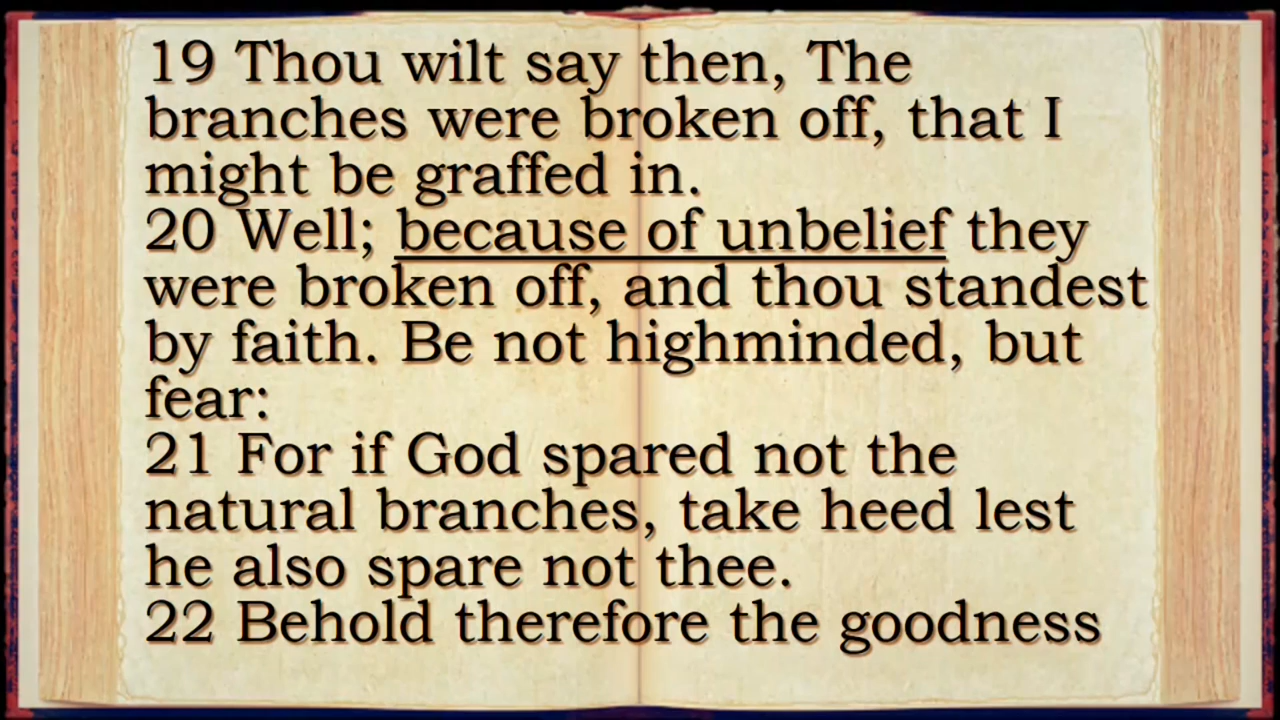 19 Thou wilt say then, The
branches were broken off, that I
might be graffed in.
20 Well; because of unbelief they
were broken off, and thou standest
by faith. Be not highminded, but
fear:
21 For if God spared not the
natural branches, take heed lest
he also spare not thee.
22 Behold therefore the goodness